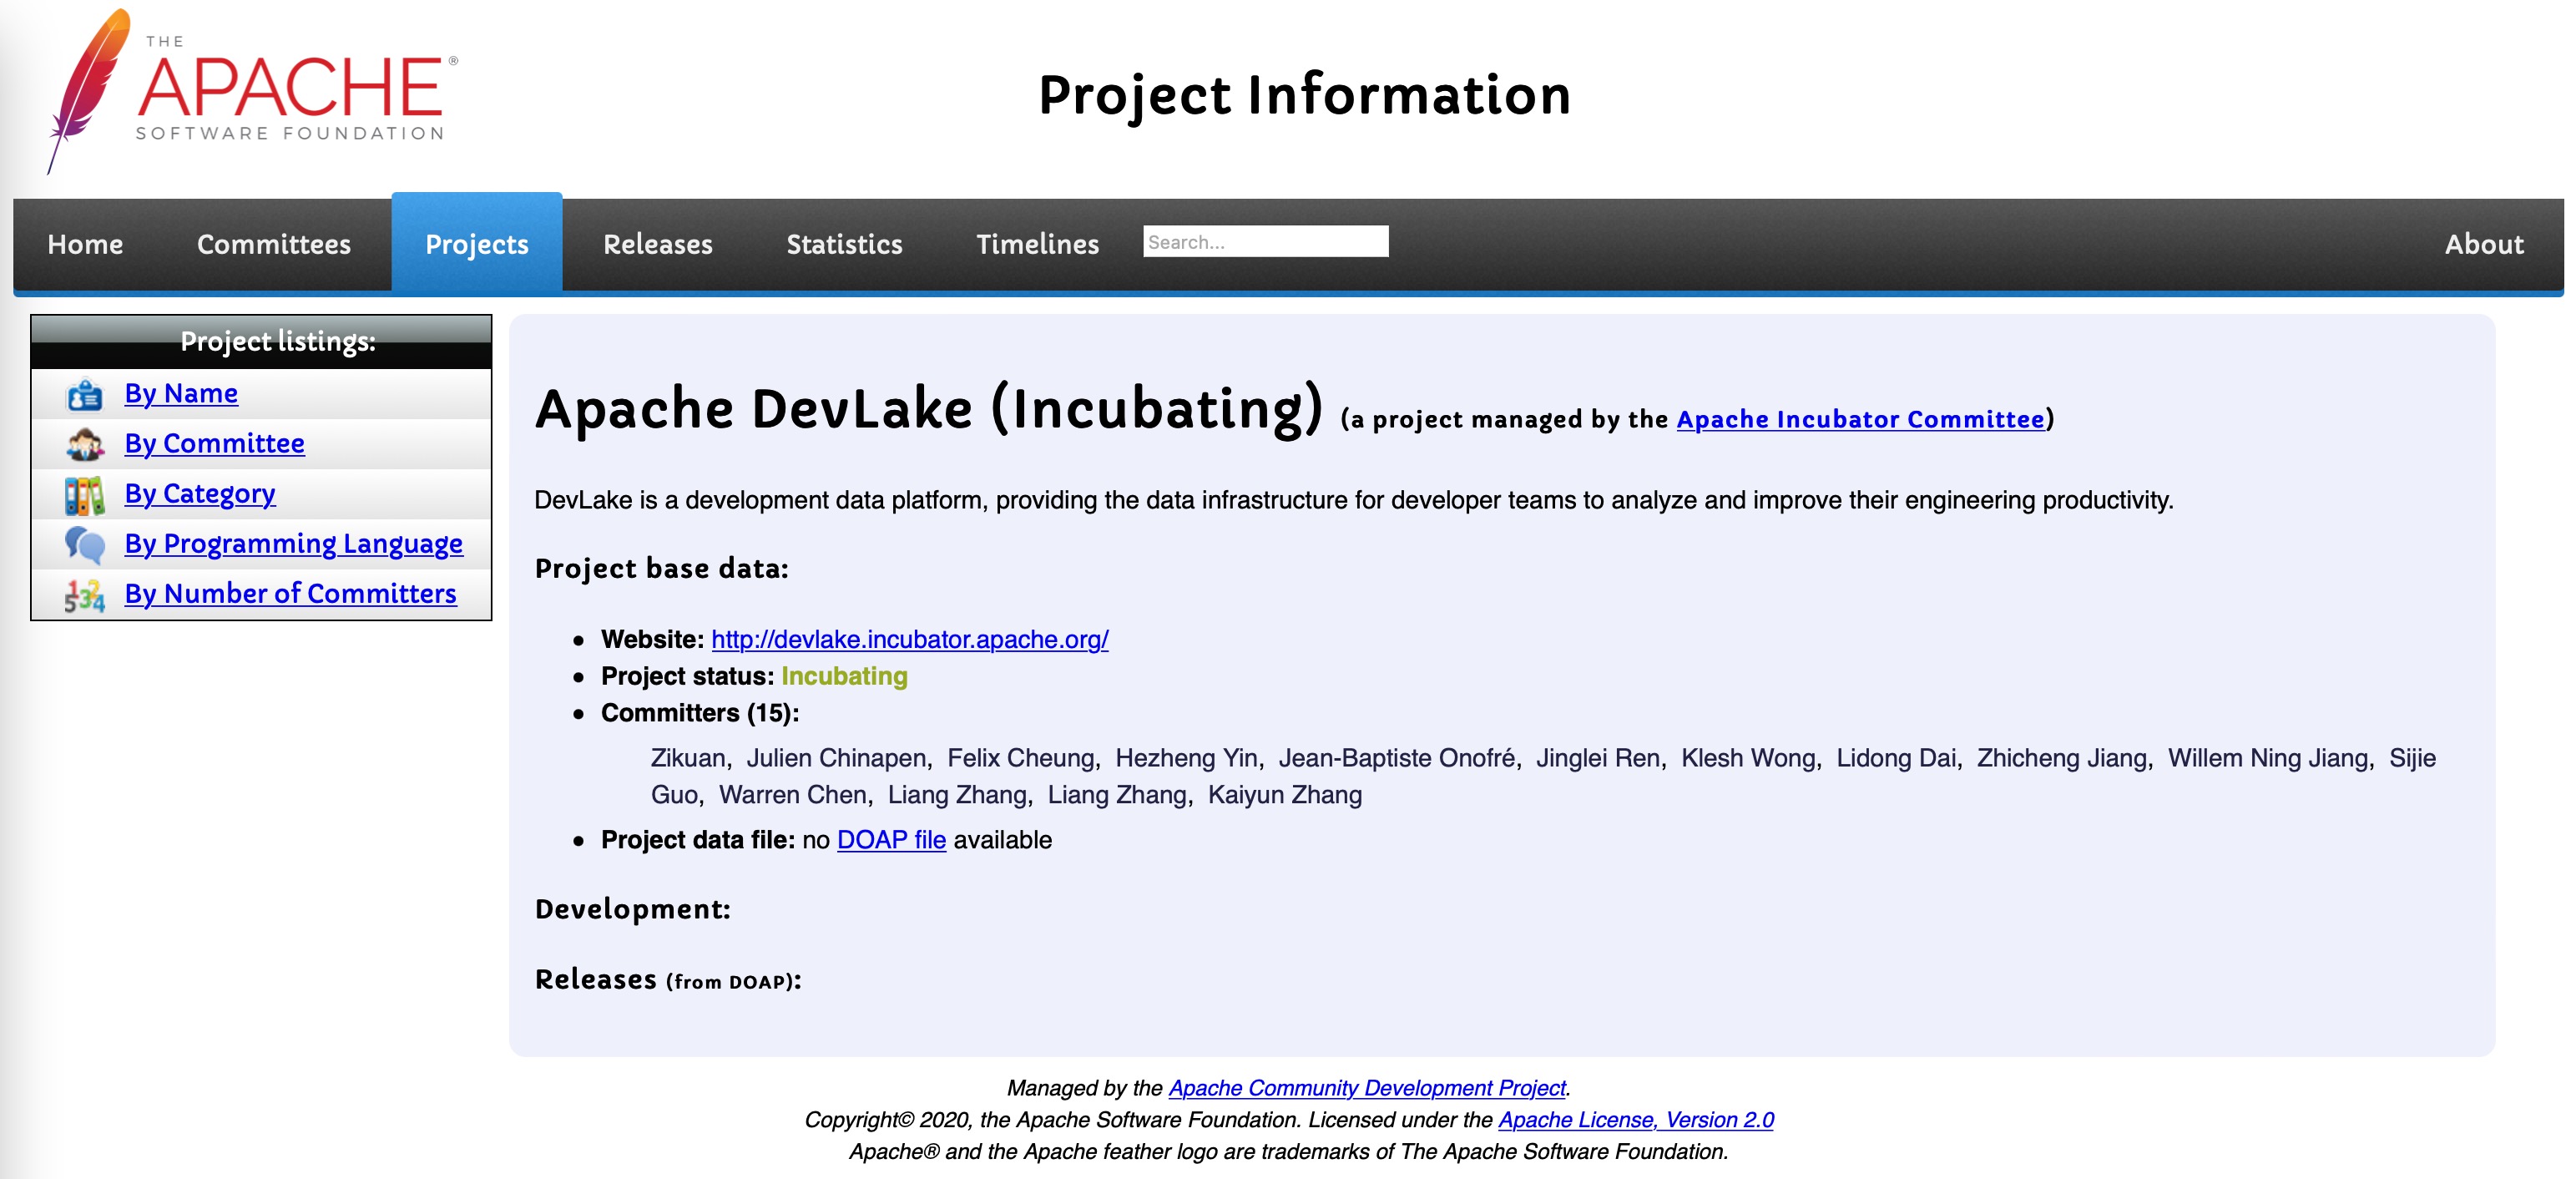 THE
APACHE®
SOFTWARE FOUNDATION
Project Information
Home Committees Projects Releases Statistics Timelines Search... About
Project listings:
By Name
By Committee
By Category
By Programming Language
By Number of Committers
Apache DevLake (Incubating) (a project managed by the Apache Incubator Committee)
DevLake is a development data platform, providing the data infrastructure for developer teams to analyze and improve their engineering productivity.
Project base data:
• Website: http://devlake.incubator.apache.org/
• Project status: Incubating
• Committers (15):
Zikuan, Julien Chinapen, Felix Cheung, Hezheng Yin, Jean-Baptiste Onofré, Jinglei Ren, Klesh Wong, Lidong Dai, Zhicheng Jiang, Willem Ning Jiang, Sijie
Guo, Warren Chen, Liang Zhang, Liang Zhang, Kaiyun Zhang
• Project data file: no DOAP file available
Development:
Releases (from DOAP):
Managed by the Apache Community Development Project.
Copyright© 2020, the Apache Software Foundation. Licensed under the Apache License, Version 2.0
Apache® and the Apache feather logo are trademarks of The Apache Software Foundation.